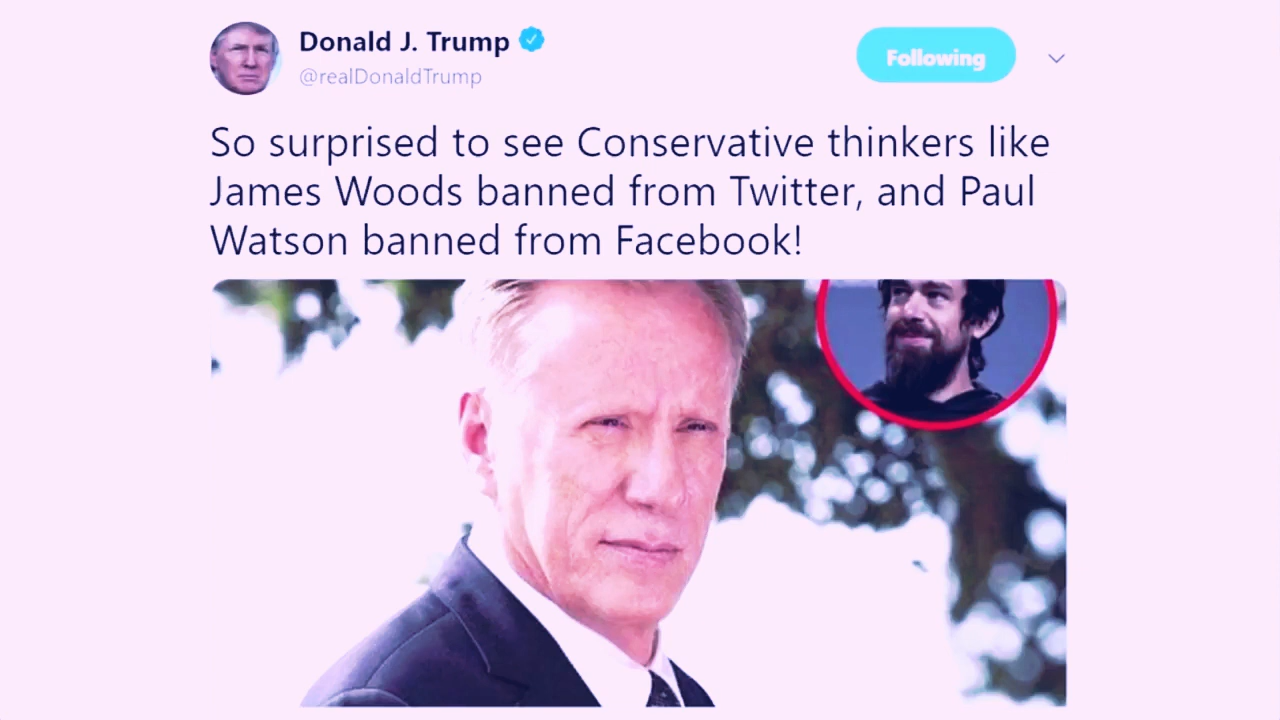 Donald J. Trump
@realDonaldTrump
Following
So surprised to see Conservative thinkers like
James Woods banned from Twitter, and Paul
Watson banned from Facebook!